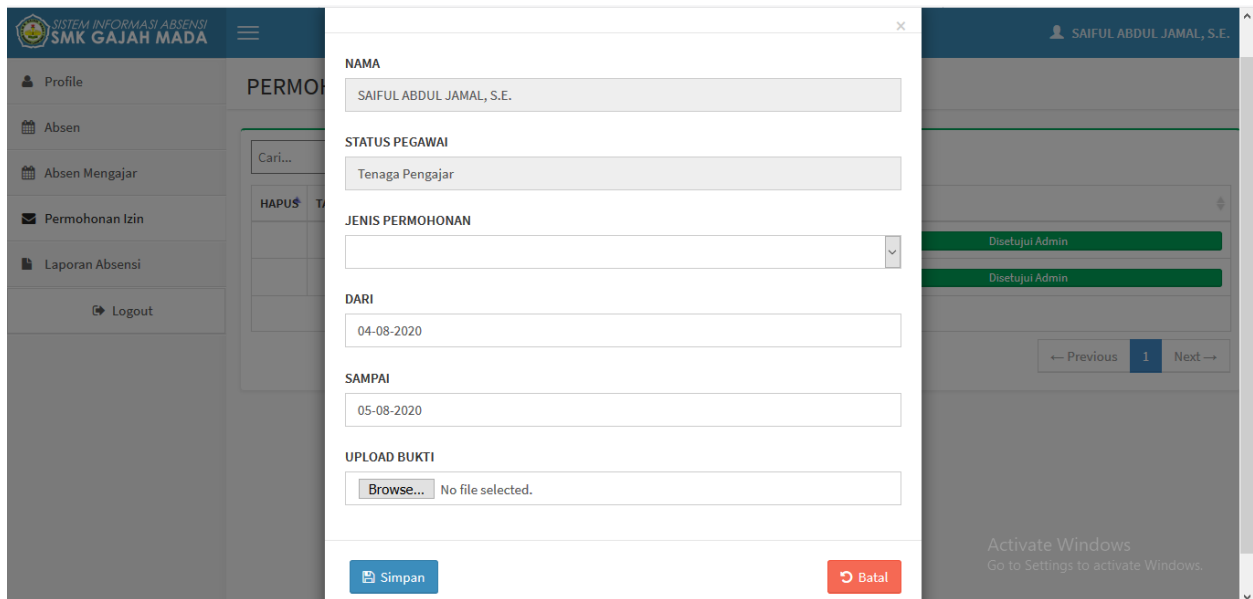 SISTEM INFORMASI ABSENSI
SMK GAJAH MADA
SAIFUL ABDUL JAMAL, S.E.
Profile
Absen
Absen Mengajar
Permohonan Izin
Laporan Absensi
Logout
Cari...
HAPUS
Disetujui Admin
Disetujui Admin
← Previous 1 Next →
×
NAMA
SAIFUL ABDUL JAMAL, S.E.
STATUS PEGAWAI
Tenaga Pengajar
JENIS PERMOHONAN
DARI
04-08-2020
SAMPAI
05-08-2020
UPLOAD BUKTI
Browse... No file selected.
Simpan
Batal
Activate Windows
Go to Settings to activate Windows.